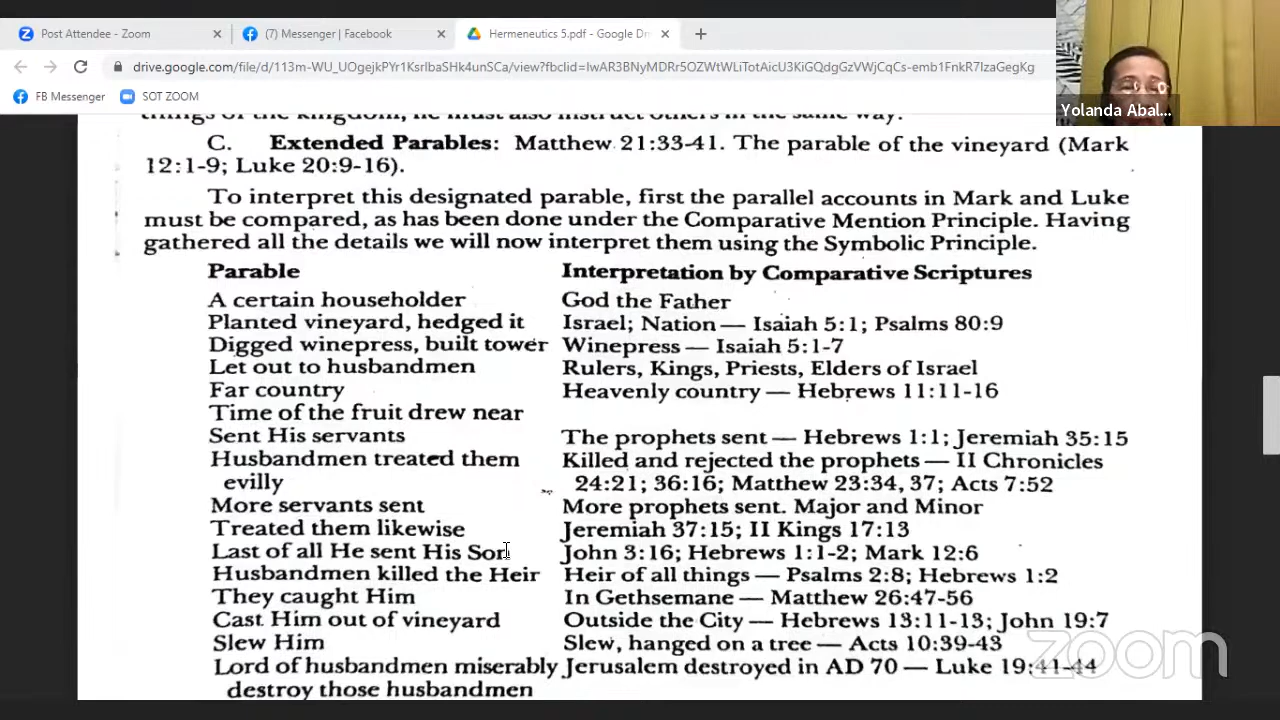 Post Attendee - Zoom
(7) Messenger | Facebook
Hermeneutics 5.pdf - Google Dr
FB Messenger
SOT ZOOM
Yolanda Abal...
things of the kingdom, he must also instruct others in the same way.
C. Extended Parables: Matthew 21:33-41. The parable of the vineyard (Mark
12:1-9; Luke 20:9-16).
To interpret this designated parable, first the parallel accounts in Mark and Luke
must be compared, as has been done under the Comparative Mention Principle. Having
gathered all the details we will now interpret them using the Symbolic Principle.
Parable Interpretation by Comparative Scriptures
A certain householder God the Father
Planted vineyard, hedged it Israel; Nation — Isaiah 5:1; Psalms 80:9
Digged winepress, built tower Winepress — Isaiah 5:1-7
Let out to husbandmen Rulers, Kings, Priests, Elders of Israel
Far country Heavenly country — Hebrews 11:11-16
Time of the fruit drew near
Sent His servants The prophets sent — Hebrews 1:1; Jeremiah 35:15
Husbandmen treated them Killed and rejected the prophets — II Chronicles
evilly 24:21; 36:16; Matthew 23:34, 37; Acts 7:52
More servants sent More prophets sent. Major and Minor
Treated them likewise Jeremiah 37:15; II Kings 17:13
Last of all He sent His Son John 3:16; Hebrews 1:1-2; Mark 12:6
Husbandmen killed the Heir Heir of all things — Psalms 2:8; Hebrews 1:2
They caught Him In Gethsemane — Matthew 26:47-56
Cast Him out of vineyard Outside the City — Hebrews 13:11-13; John 19:7
Slew Him Slew, hanged on a tree — Acts 10:39-43
Lord of husbandmen miserably Jerusalem destroyed in AD 70 — Luke 19:41-44
destroy those husbandmen
zoom